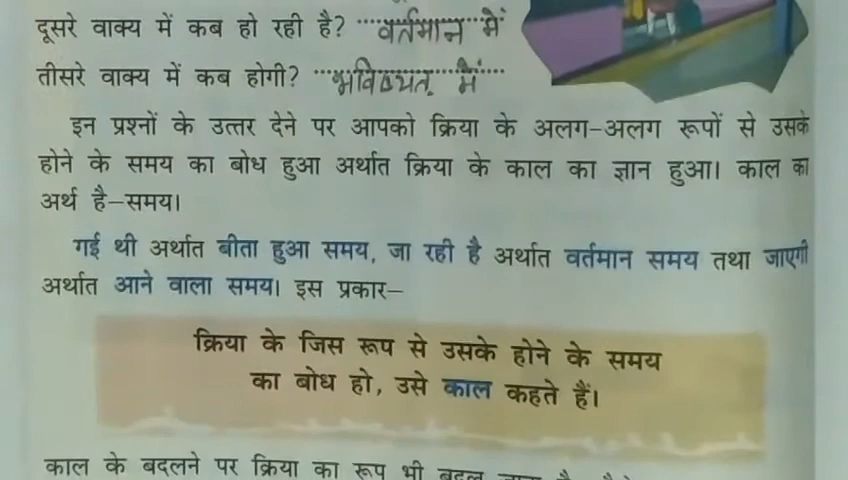 दूसरे वाक्य में कब हो रही है? वर्तमान में
तीसरे वाक्य में कब होगी? भविष्यत् में
इन प्रश्नों के उत्तर देने पर आपको क्रिया के अलग-अलग रूपों से उसके
होने के समय का बोध हुआ अर्थात क्रिया के काल का ज्ञान हुआ। काल का
अर्थ है–समय।
गई थी अर्थात बीता हुआ समय, जा रही है अर्थात वर्तमान समय तथा जाएगी
अर्थात आने वाला समय। इस प्रकार–
क्रिया के जिस रूप से उसके होने के समय
का बोध हो, उसे काल कहते हैं।
काल के बदलने पर क्रिया का रूप भी बदल